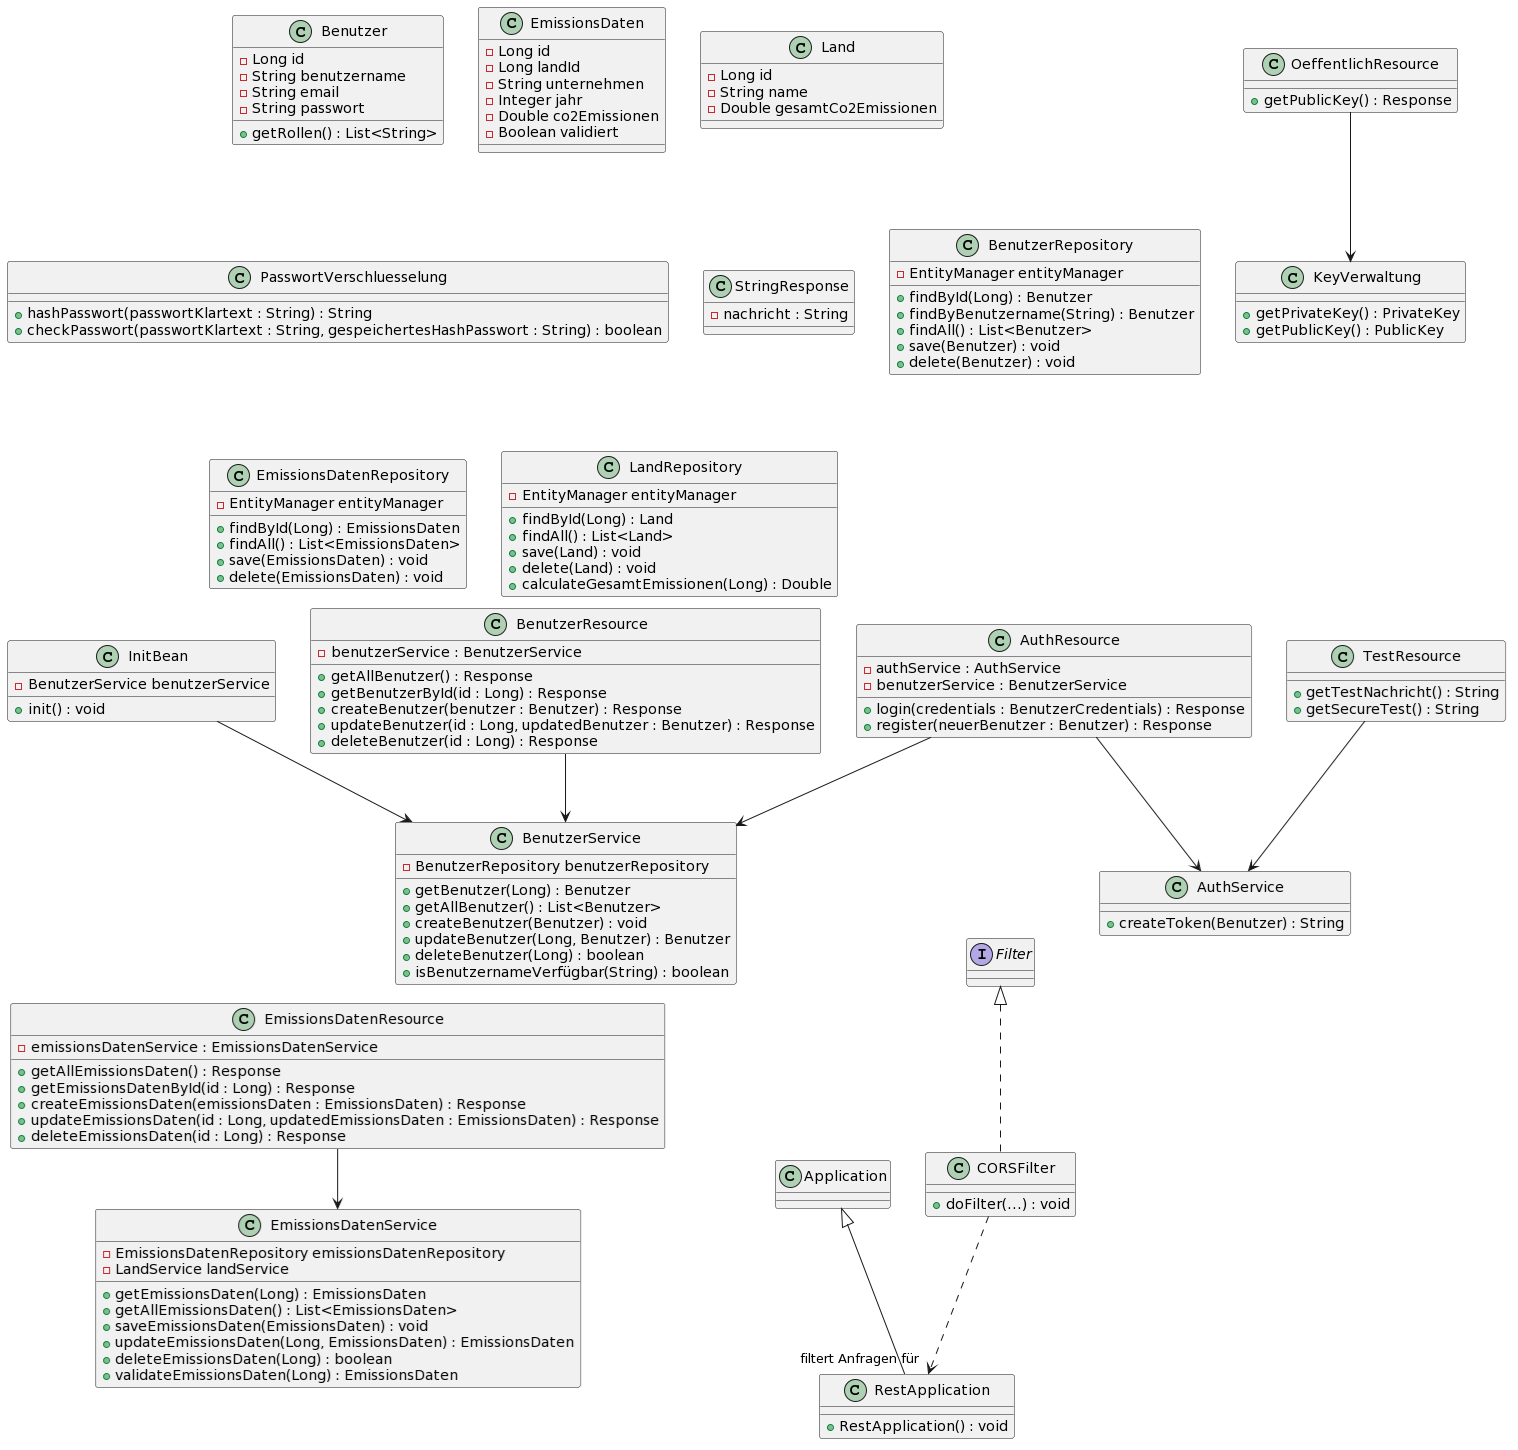 C Benutzer
Long id
String benutzername
String email
String passwort
getRollen() : List<String>
C EmissionsDaten
Long id
Long landId
String unternehmen
Integer jahr
Double co2Emissionen
Boolean validiert
C Land
Long id
String name
Double gesamtCo2Emissionen
C OeffentlichResource
getPublicKey() : Response
C PasswortVerschluesselung
hashPasswort(passwortKlartext : String) : String
checkPasswort(passwortKlartext : String, gespeichertesHashPasswort : String) : boolean
C StringResponse
nachricht : String
C BenutzerRepository
EntityManager entityManager
findById(Long) : Benutzer
findByBenutzername(String) : Benutzer
findAll() : List<Benutzer>
save(Benutzer) : void
delete(Benutzer) : void
C KeyVerwaltung
getPrivateKey() : PrivateKey
getPublicKey() : PublicKey
C EmissionsDatenRepository
EntityManager entityManager
findById(Long) : EmissionsDaten
findAll() : List<EmissionsDaten>
save(EmissionsDaten) : void
delete(EmissionsDaten) : void
C LandRepository
EntityManager entityManager
findById(Long) : Land
findAll() : List<Land>
save(Land) : void
delete(Land) : void
calculateGesamtEmissionen(Long) : Double
C InitBean
BenutzerService benutzerService
init() : void
C BenutzerResource
benutzerService : BenutzerService
getAllBenutzer() : Response
getBenutzerById(id : Long) : Response
createBenutzer(benutzer : Benutzer) : Response
updateBenutzer(id : Long, updatedBenutzer : Benutzer) : Response
deleteBenutzer(id : Long) : Response
C AuthResource
authService : AuthService
benutzerService : BenutzerService
login(credentials : BenutzerCredentials) : Response
register(neuerBenutzer : Benutzer) : Response
C TestResource
getTestNachricht() : String
getSecureTest() : String
C BenutzerService
BenutzerRepository benutzerRepository
getBenutzer(Long) : Benutzer
getAllBenutzer() : List<Benutzer>
createBenutzer(Benutzer) : void
updateBenutzer(Long, Benutzer) : Benutzer
deleteBenutzer(Long) : boolean
isBenutzernameVerfügbar(String) : boolean
C AuthService
createToken(Benutzer) : String
I Filter
C EmissionsDatenResource
emissionsDatenService : EmissionsDatenService
getAllEmissionsDaten() : Response
getEmissionsDatenById(id : Long) : Response
createEmissionsDaten(emissionsDaten : EmissionsDaten) : Response
updateEmissionsDaten(id : Long, updatedEmissionsDaten : EmissionsDaten) : Response
deleteEmissionsDaten(id : Long) : Response
C Application
C CORSFilter
doFilter(...) : void
C EmissionsDatenService
EmissionsDatenRepository emissionsDatenRepository
LandService landService
getEmissionsDaten(Long) : EmissionsDaten
getAllEmissionsDaten() : List<EmissionsDaten>
saveEmissionsDaten(EmissionsDaten) : void
updateEmissionsDaten(Long, EmissionsDaten) : EmissionsDaten
deleteEmissionsDaten(Long) : boolean
validateEmissionsDaten(Long) : EmissionsDaten
filtert Anfragen für
C RestApplication
RestApplication() : void